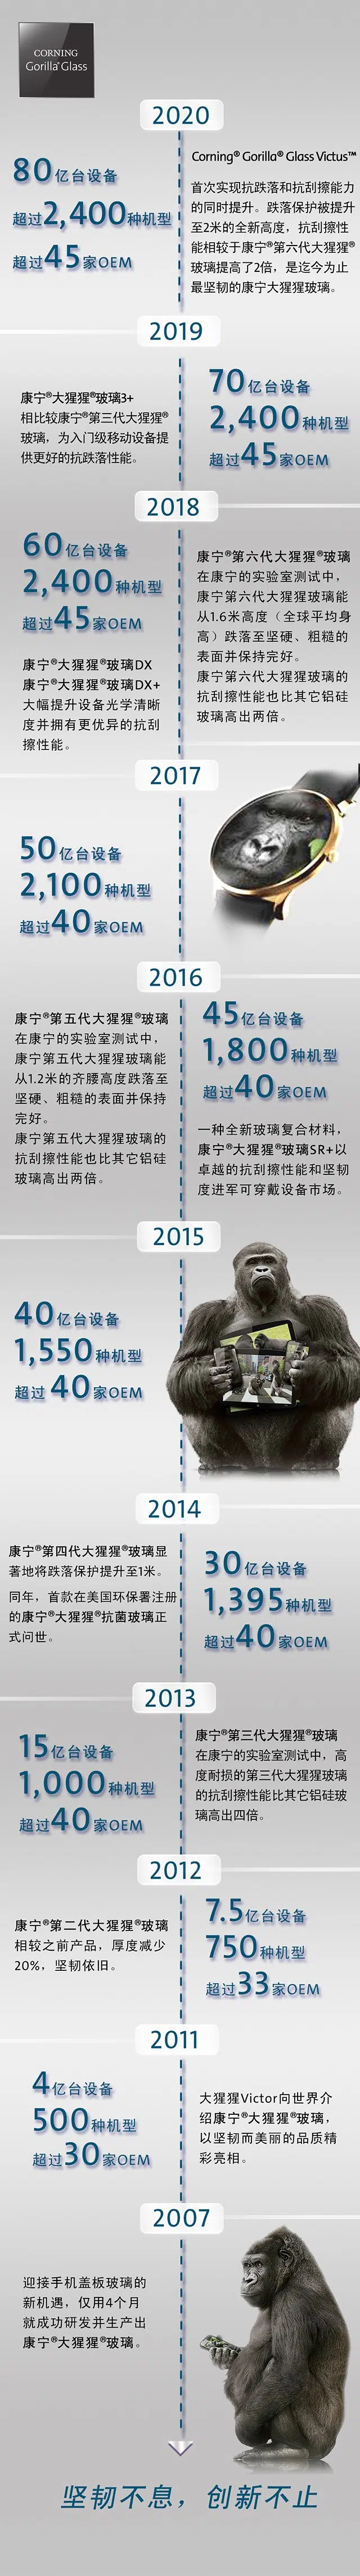 CORNING
Gorilla® Glass
2020
80亿台设备
超过2,400种机型
超过45家OEM
Corning® Gorilla® Glass Victus™
首次实现抗跌落和抗刮擦能力
的同时提升。跌落保护被提升
至2米的全新高度，抗刮擦性
能相较于康宁®第六代大猩猩®
玻璃提高了2倍，是迄今为止
最坚韧的康宁大猩猩玻璃。
2019
康宁®大猩猩®玻璃3+
相比较康宁®第三代大猩猩®
玻璃，为入门级移动设备提
供更好的抗跌落性能。
70亿台设备
2,400种机型
超过45家OEM
2018
60亿台设备
2,400种机型
超过45家OEM
康宁®大猩猩®玻璃DX
康宁®大猩猩®玻璃DX+
大幅提升设备光学清晰
度并拥有更优异的抗刮
擦性能。
康宁®第六代大猩猩®玻璃
在康宁的实验室测试中，
康宁第六代大猩猩玻璃能
从1.6米高度（全球平均身
高）跌落至坚硬、粗糙的
表面并保持完好。
康宁第六代大猩猩玻璃的
抗刮擦性能也比其它铝硅
玻璃高出两倍。
2017
50亿台设备
2,100种机型
超过40家OEM
2016
康宁®第五代大猩猩®玻璃
在康宁的实验室测试中，
康宁第五代大猩猩玻璃能
从1.2米的齐腰高度跌落至
坚硬、粗糙的表面并保持
完好。
康宁第五代大猩猩玻璃的
抗刮擦性能也比其它铝硅
玻璃高出两倍。
45亿台设备
1,800种机型
超过40家OEM
一种全新玻璃复合材料，
康宁®大猩猩®玻璃SR+以
卓越的抗刮擦性能和坚韧
度进军可穿戴设备市场。
2015
40亿台设备
1,550种机型
超过40家OEM
2014
康宁®第四代大猩猩®玻璃显
著地将跌落保护提升至1米。
同年，首款在美国环保署注册
的康宁®大猩猩®抗菌玻璃正
式问世。
30亿台设备
1,395种机型
超过40家OEM
2013
15亿台设备
1,000种机型
超过40家OEM
康宁®第三代大猩猩®玻璃
在康宁的实验室测试中，高
度耐损的第三代大猩猩玻璃
的抗刮擦性能比其它铝硅玻
璃高出四倍。
2012
康宁®第二代大猩猩®玻璃
相较之前产品，厚度减少
20%，坚韧依旧。
7.5亿台设备
750种机型
超过33家OEM
2011
4亿台设备
500种机型
超过30家OEM
大猩猩Victor向世界介
绍康宁®大猩猩®玻璃，
以坚韧而美丽的品质精
彩亮相。
2007
迎接手机盖板玻璃的
新机遇，仅用4个月
就成功研发并生产出
康宁®大猩猩®玻璃。
坚韧不息，创新不止